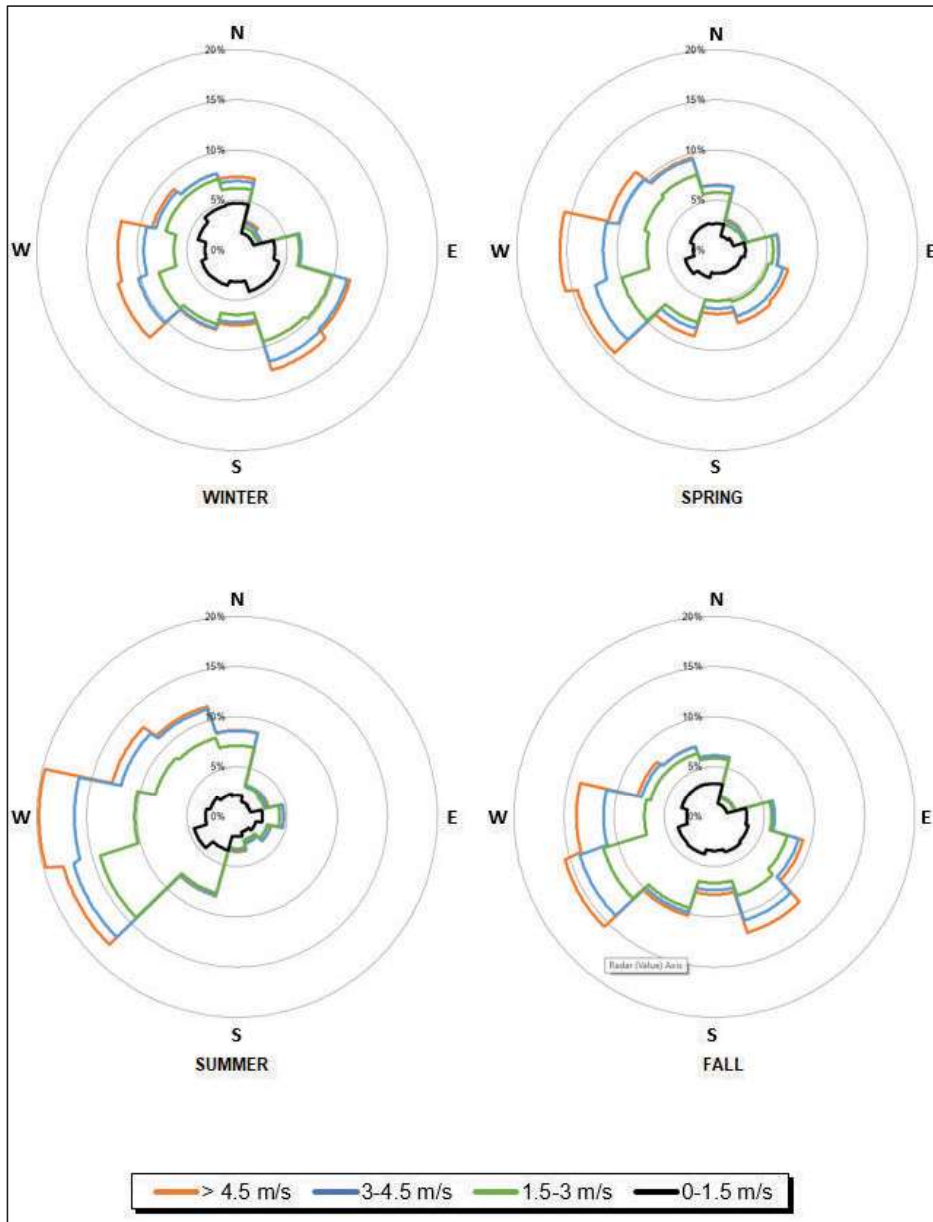 N
N
20%
20%
15%
15%
10%
10%
5%
5%
W
0%
E
W
0%
E
S
S
WINTER
SPRING
N
N
20%
20%
15%
15%
10%
10%
5%
5%
W
0%
E
W
0%
E
Radar (Value) Axis
S
S
SUMMER
FALL
> 4.5 m/s
3-4.5 m/s
1.5-3 m/s
0-1.5 m/s